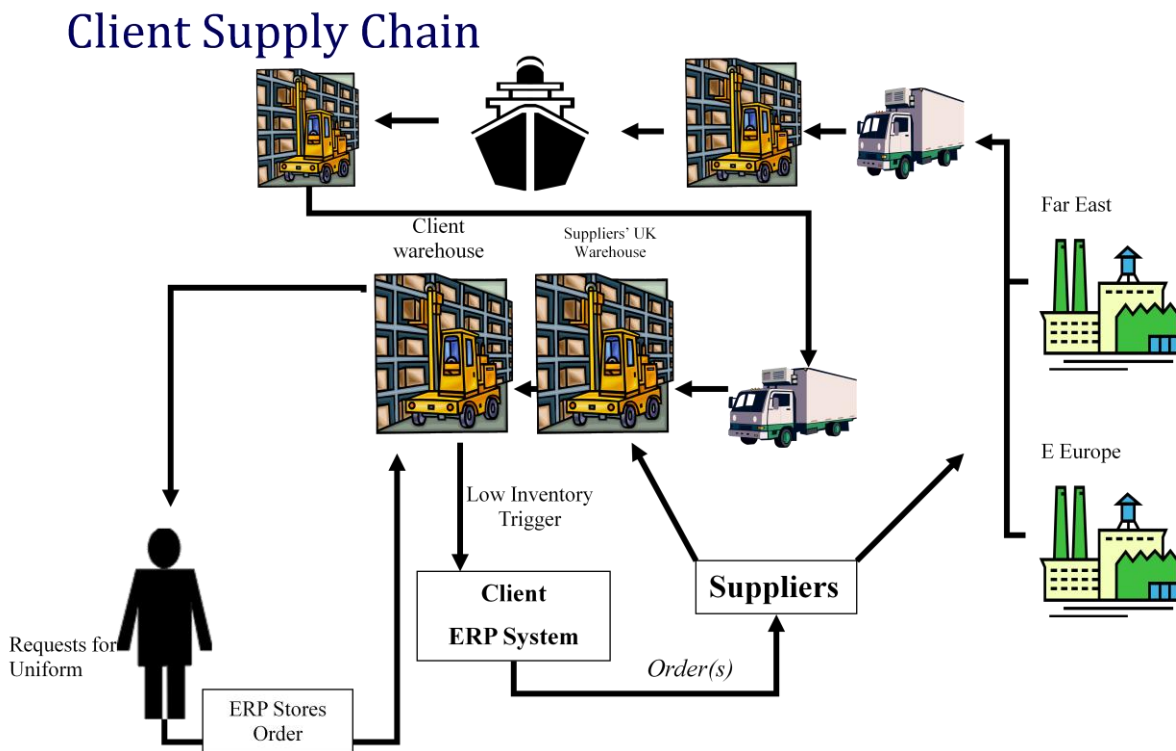 Client Supply Chain
Far East
Client
warehouse
Suppliers' UK
Warehouse
E Europe
Low Inventory
Trigger
Client
ERP System
Suppliers
Order(s)
Requests for
Uniform
ERP Stores
Order